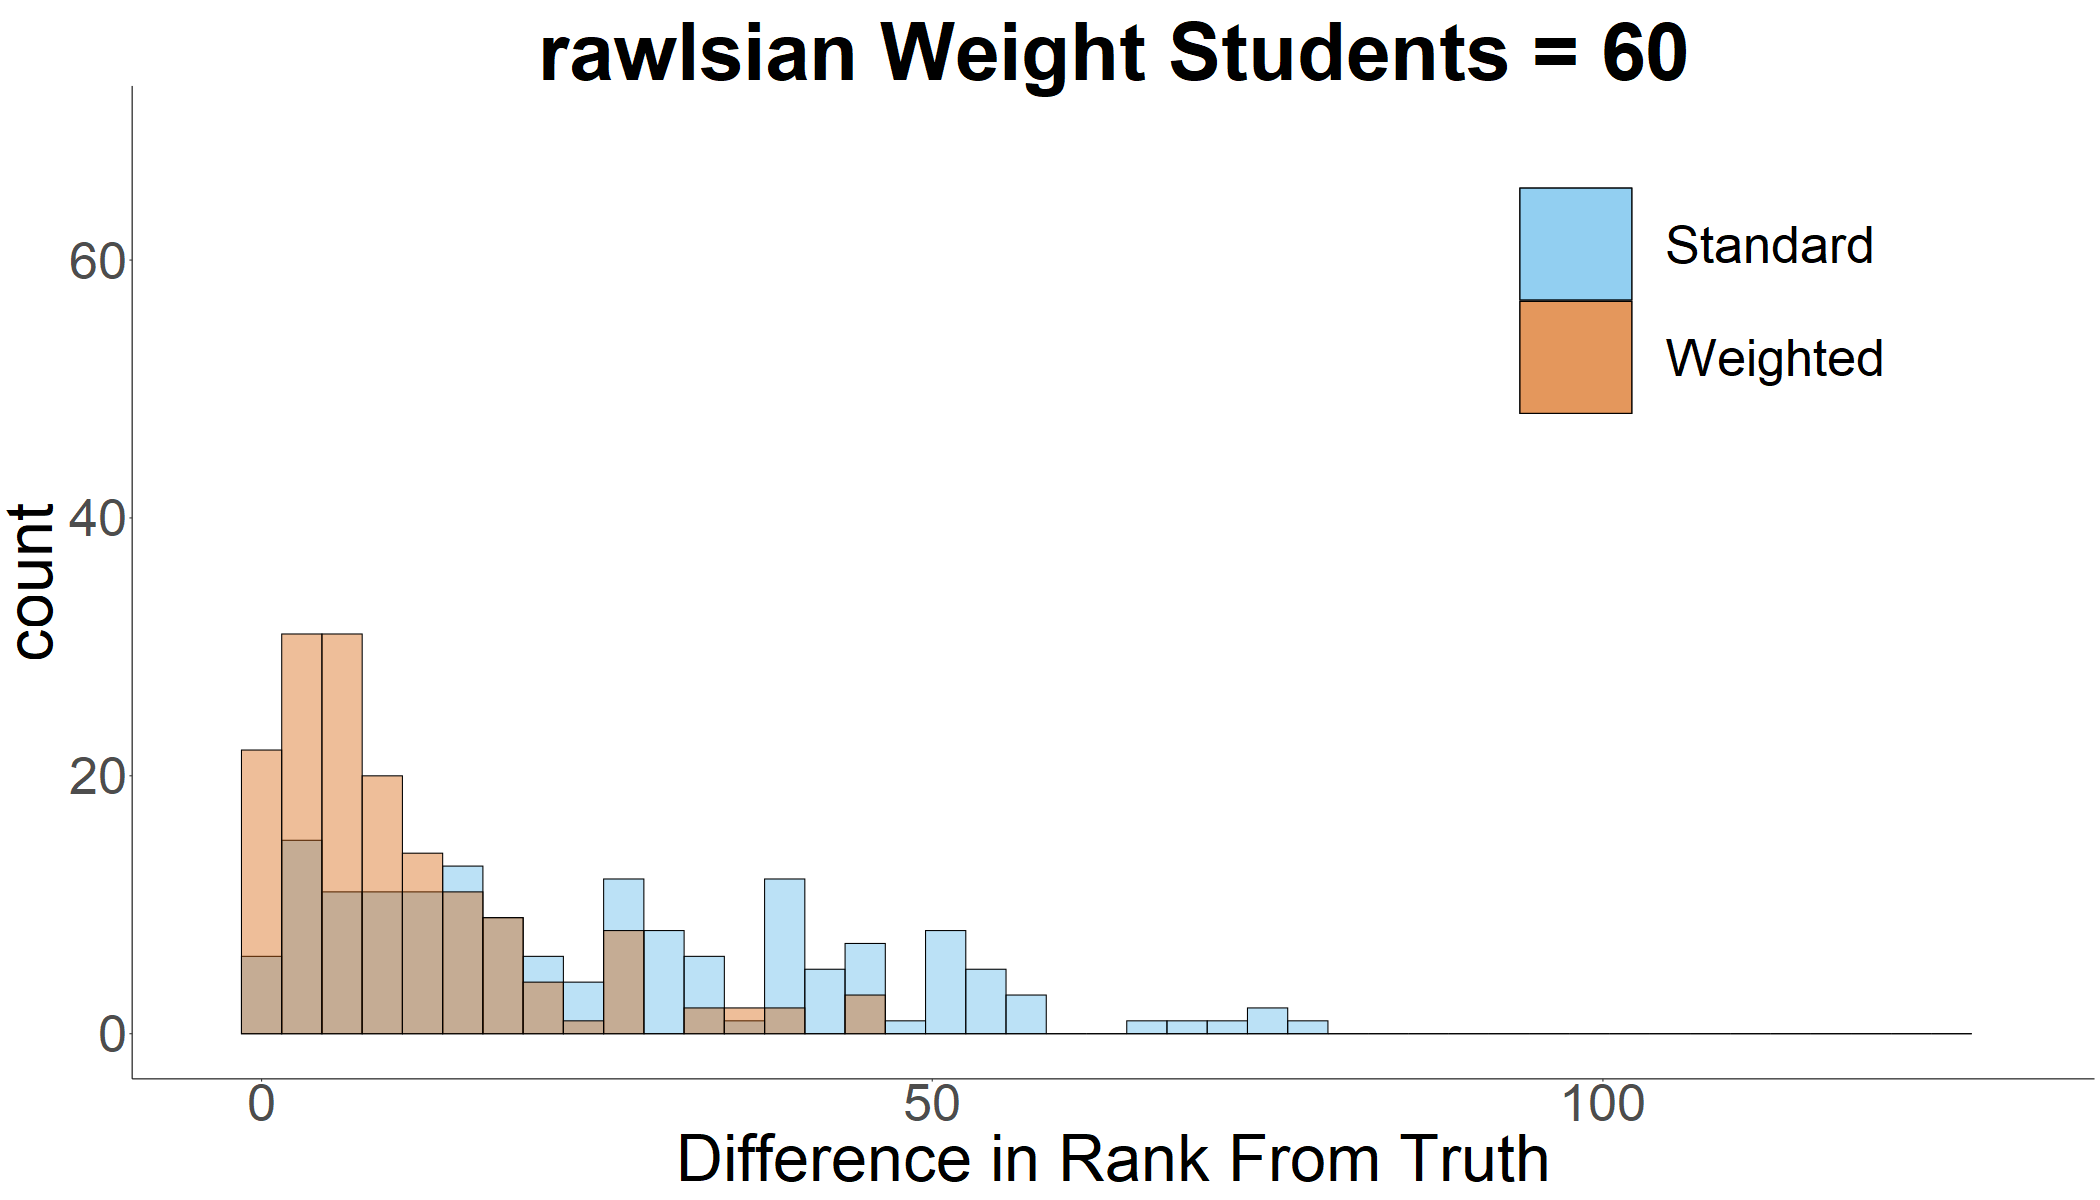 rawlsian Weight Students = 60
Standard
Weighted
count
60
40
20
0
0 50 100
Difference in Rank From Truth